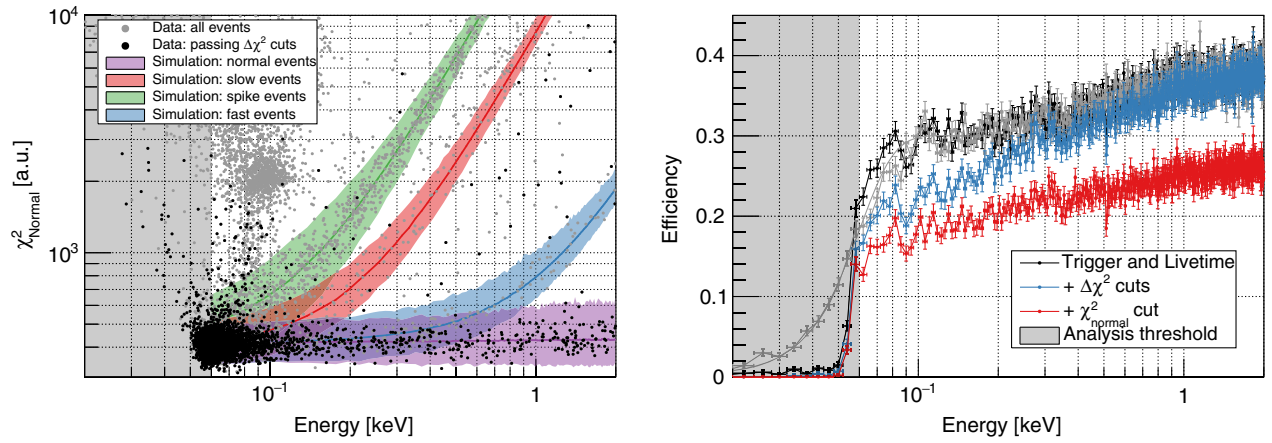 10⁴
10³
χ²Normal [a.u.]
Data: all events
Data: passing Δχ² cuts
Simulation: normal events
Simulation: slow events
Simulation: spike events
Simulation: fast events
10⁻¹
1
Energy [keV]
0.4
0.3
0.2
0.1
0
Efficiency
Trigger and Livetime
+ Δχ² cuts
+ χ²normal cut
Analysis threshold
10⁻¹
1
Energy [keV]